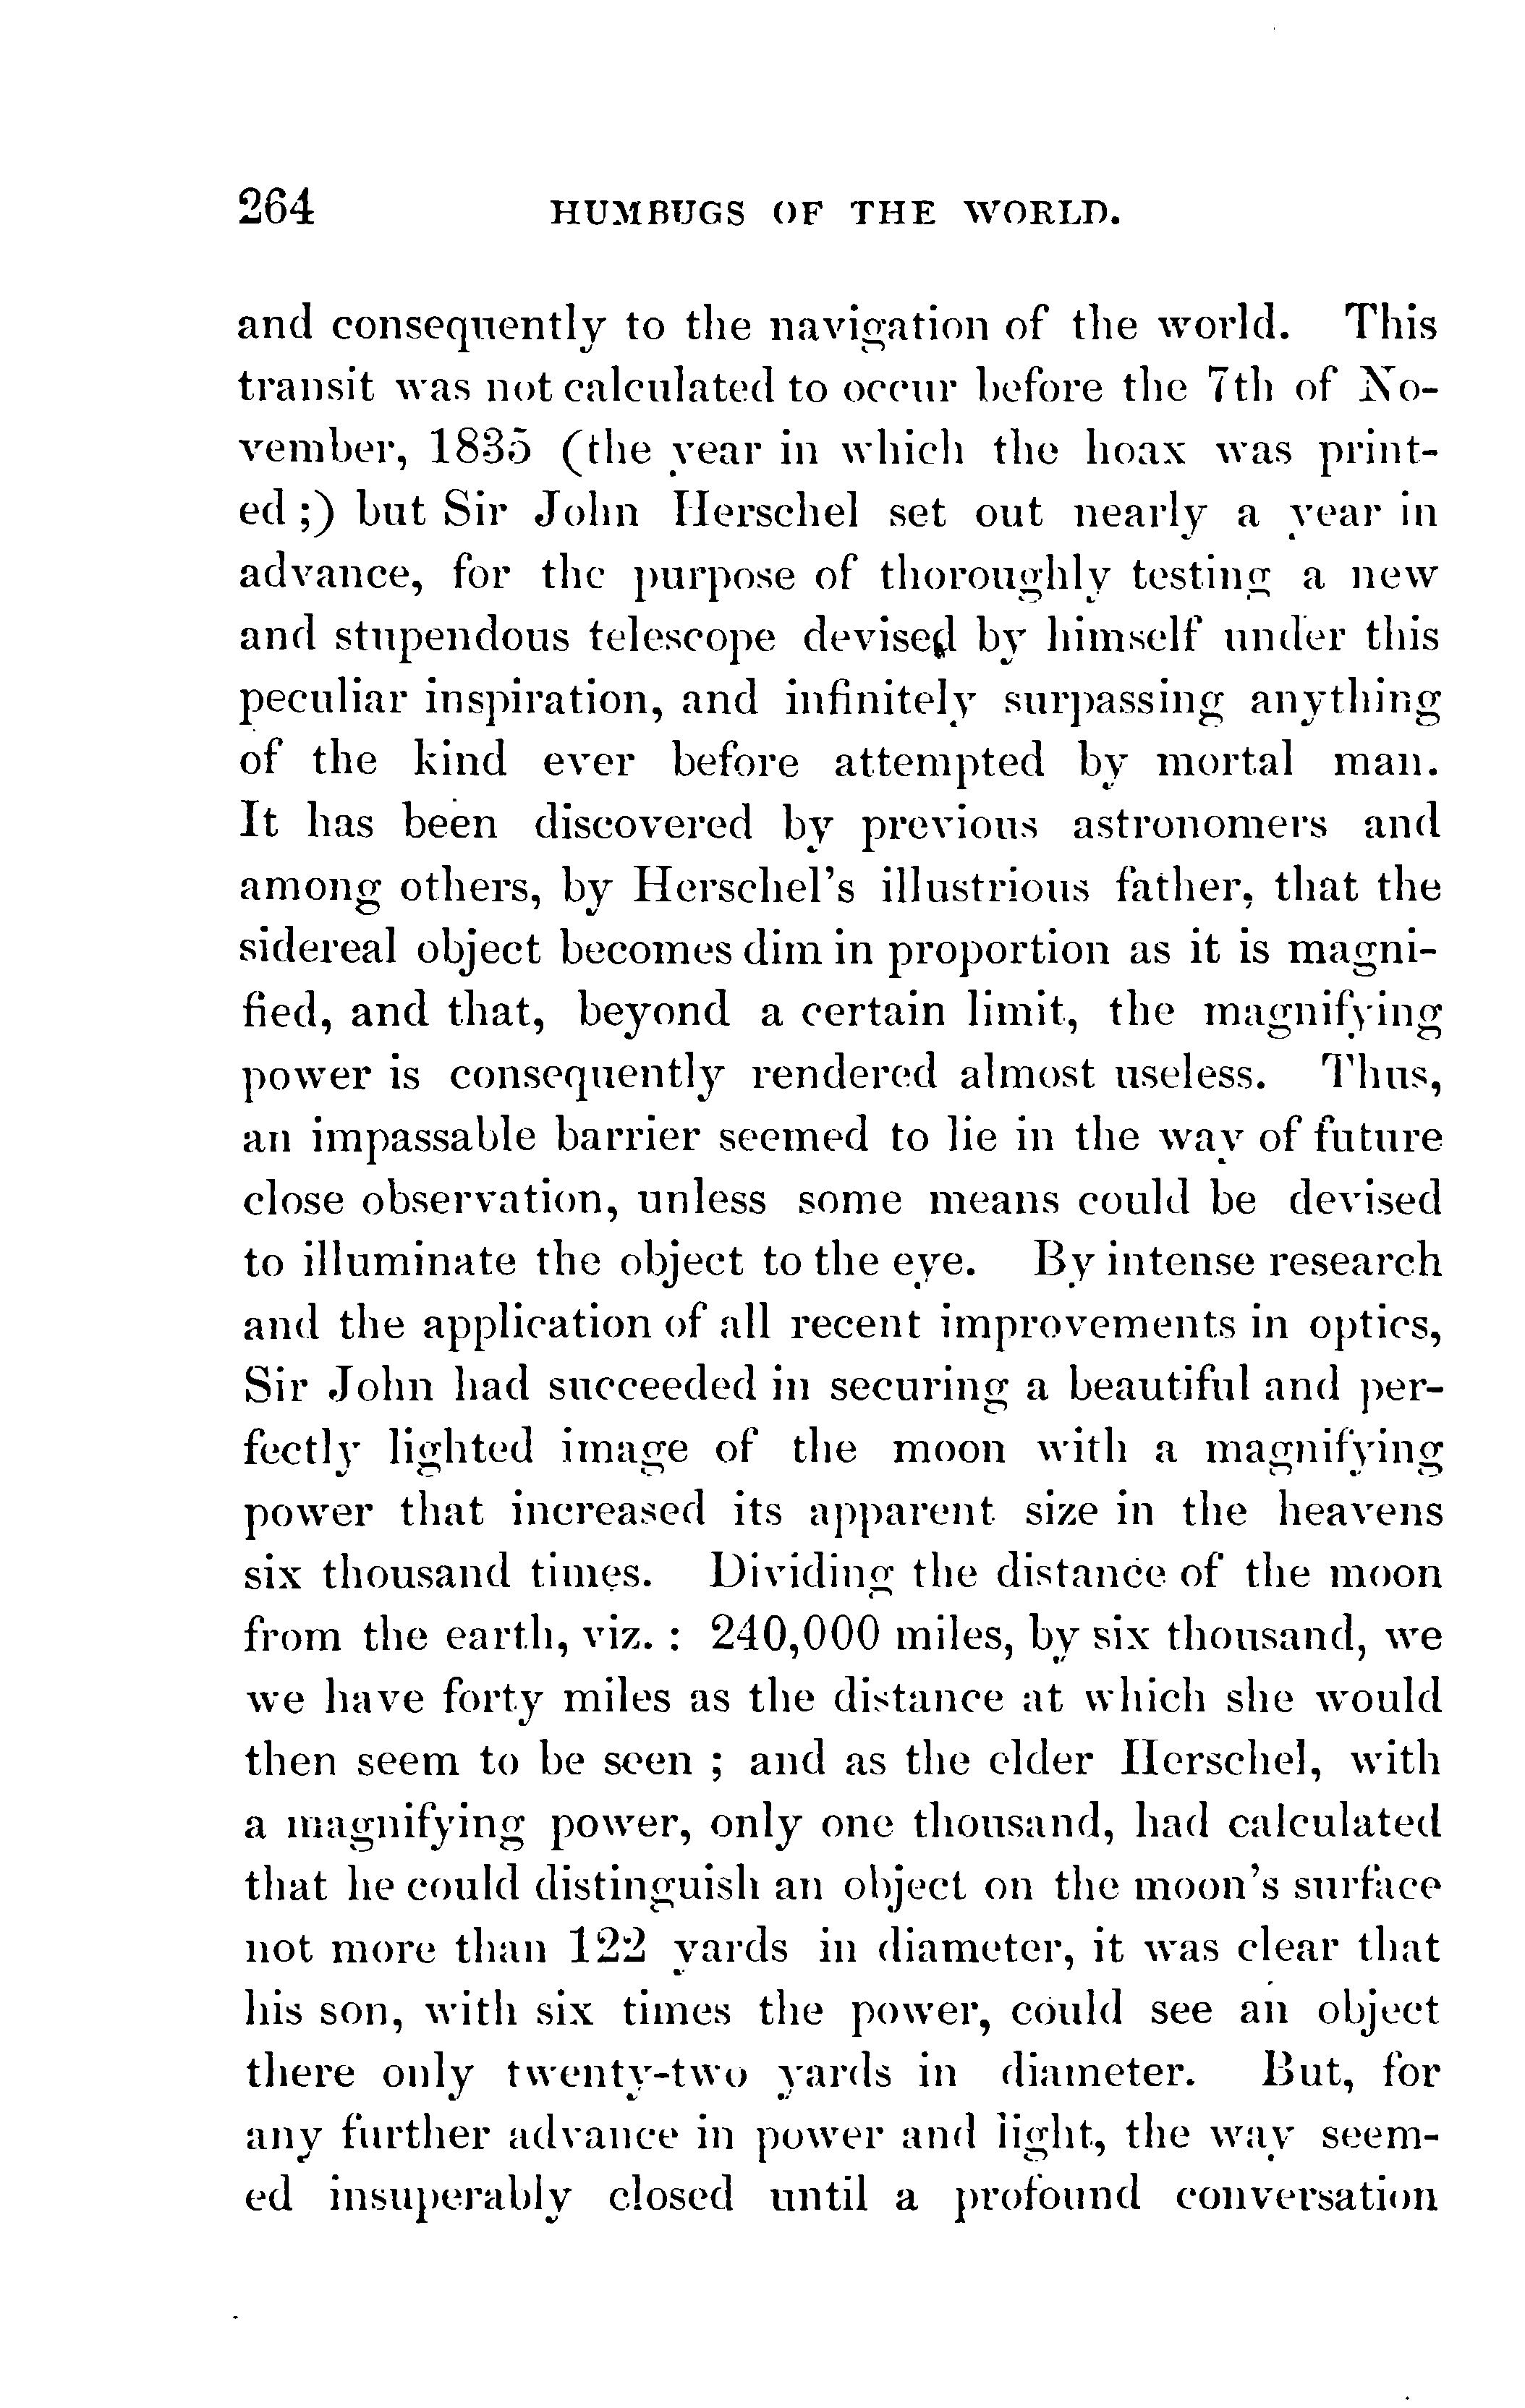 264 HUMBUGS OF THE WORLD.
and consequently to the navigation of the world. This
transit was not calculated to occur before the 7th of No-
vember, 1835 (the year in which the hoax was print-
ed ;) but Sir John Herschel set out nearly a year in
advance, for the purpose of thoroughly testing a new
and stupendous telescope devised by himself under this
peculiar inspiration, and infinitely surpassing anything
of the kind ever before attempted by mortal man.
It has been discovered by previous astronomers and
among others, by Herschel's illustrious father, that the
sidereal object becomes dim in proportion as it is magni-
fied, and that, beyond a certain limit, the magnifying
power is consequently rendered almost useless. Thus,
an impassable barrier seemed to lie in the way of future
close observation, unless some means could be devised
to illuminate the object to the eye. By intense research
and the application of all recent improvements in optics,
Sir John had succeeded in securing a beautiful and per-
fectly lighted image of the moon with a magnifying
power that increased its apparent size in the heavens
six thousand times. Dividing the distance of the moon
from the earth, viz. : 240,000 miles, by six thousand, we
we have forty miles as the distance at which she would
then seem to be seen ; and as the elder Herschel, with
a magnifying power, only one thousand, had calculated
that he could distinguish an object on the moon's surface
not more than 122 yards in diameter, it was clear that
his son, with six times the power, could see an object
there only twenty-two yards in diameter. But, for
any further advance in power and light, the way seem-
ed insuperably closed until a profound conversation